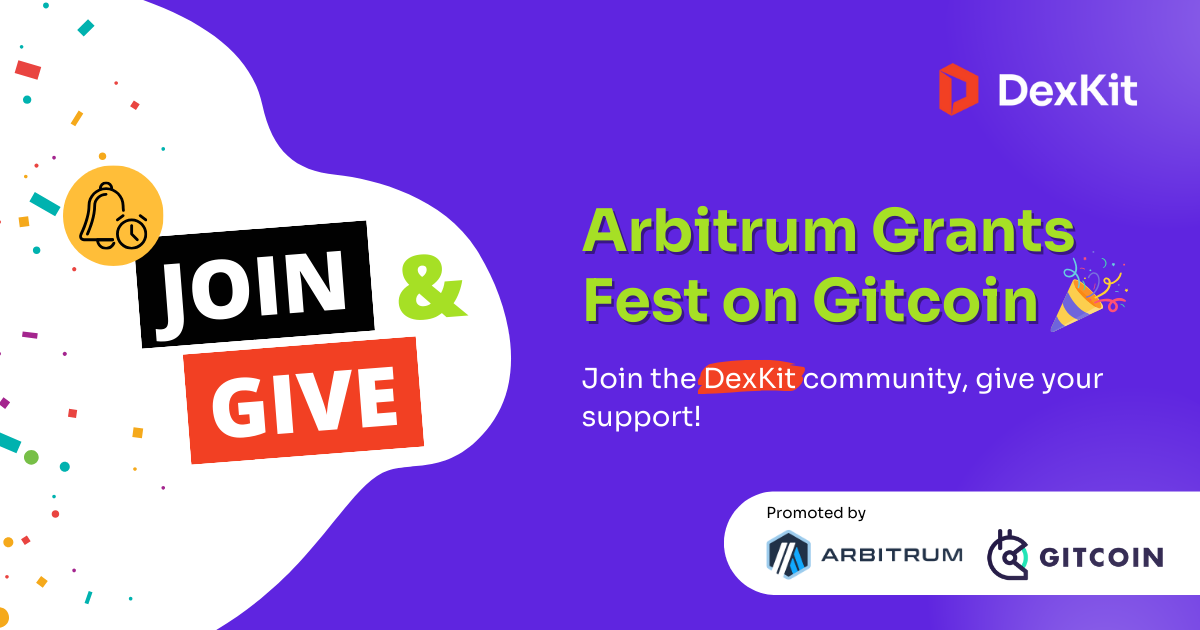 DexKit
JOIN &
GIVE
Arbitrum Grants
Fest on Gitcoin
Join the DexKit community, give your
support!
Promoted by
ARBITRUM
GITCOIN